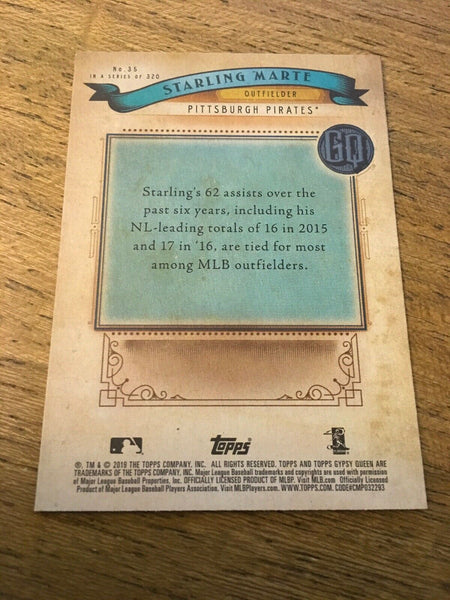 No. 35
IN A SERIES OF 320
STARLING MARTE
OUTFIELDER
PITTSBURGH PIRATES®
GQ
Starling's 62 assists over the
past six years, including his
NL-leading totals of 16 in 2015
and 17 in '16, are tied for most
among MLB outfielders.
Topps
®, TM & © 2019 THE TOPPS COMPANY, INC. ALL RIGHTS RESERVED. TOPPS AND TOPPS GYPSY QUEEN ARE
TRADEMARKS OF THE TOPPS COMPANY, INC. Major League Baseball trademarks and copyrights are used with permission
of Major League Baseball Properties, Inc. OFFICIALLY LICENSED PRODUCT OF MLBP. Visit MLB.com Officially Licensed
Product of Major League Baseball Players Association. Visit MLBPlayers.com. WWW.TOPPS.COM. CODE#CMP032293